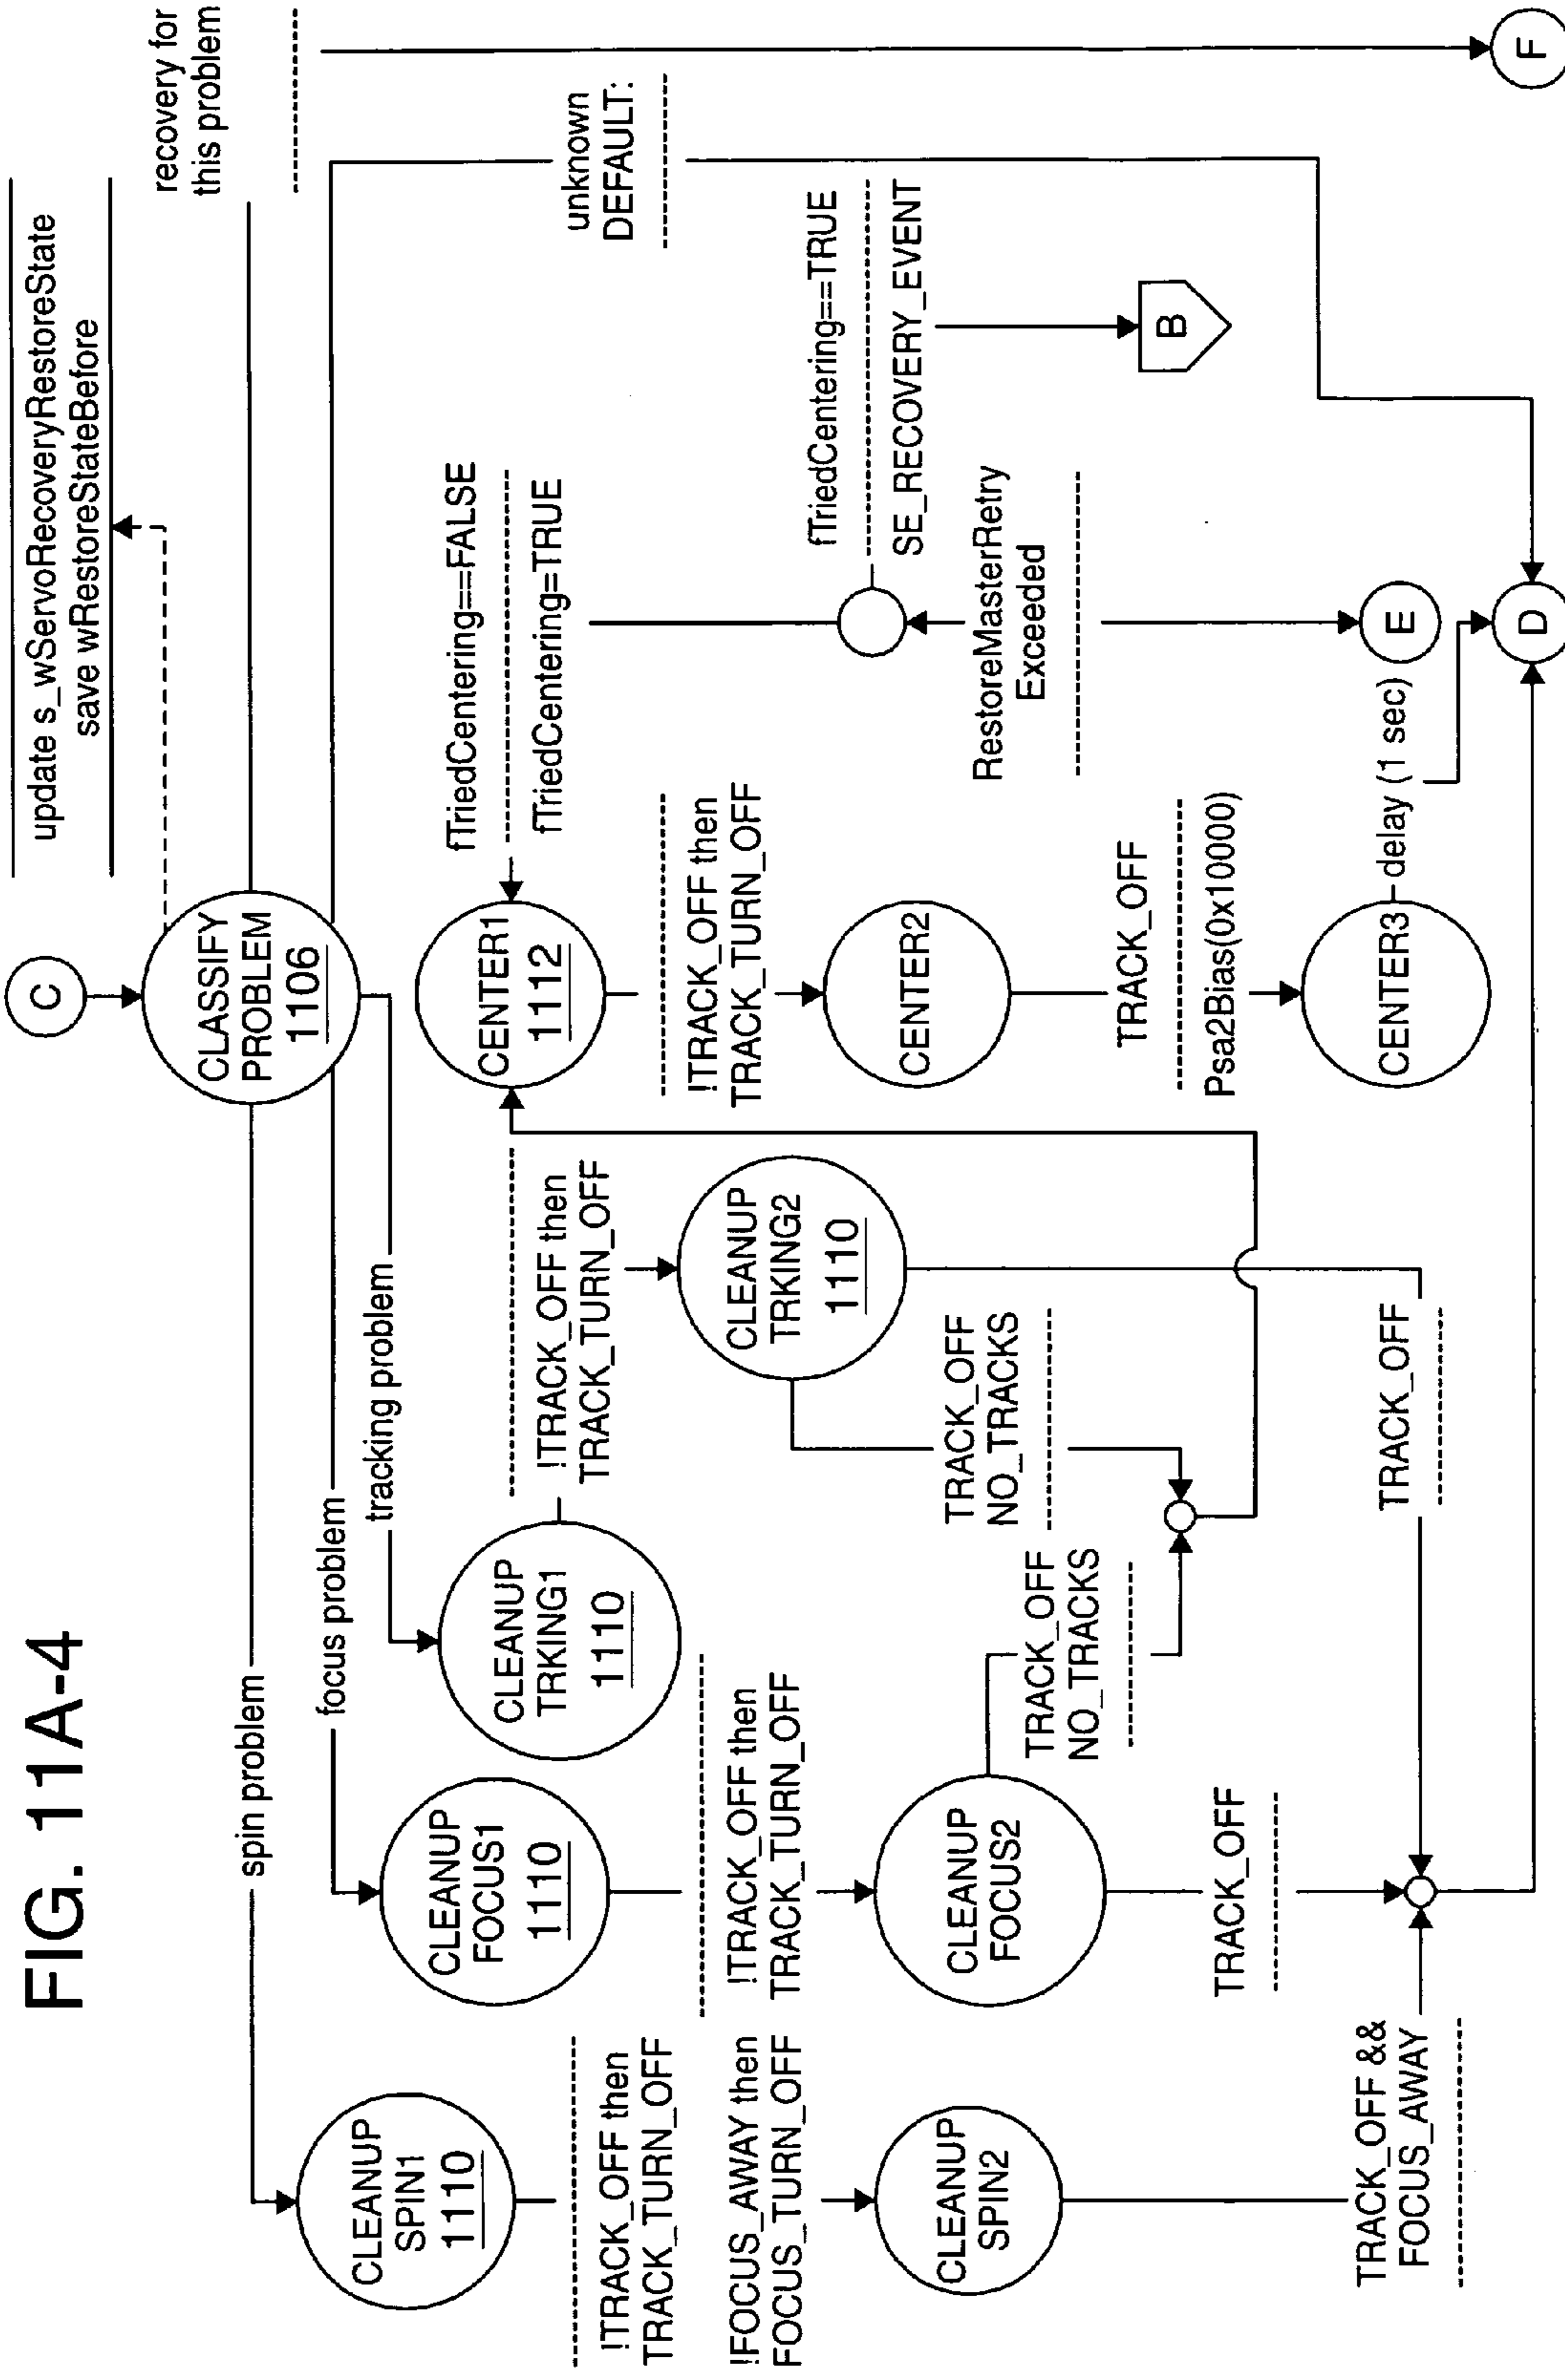 FIG. 11A-4
C
update s_wServoRecoveryRestoreState
save wRestoreStateBefore
CLASSIFY
PROBLEM
1106
recovery for
this problem
spin problem
focus problem
tracking problem
unknown
DEFAULT:
CLEANUP
SPIN1
1110
CLEANUP
FOCUS1
1110
CLEANUP
TRKING1
1110
CENTER1
1112
fTriedCentering==FALSE
fTriedCentering=TRUE
!TRACK_OFF then
TRACK_TURN_OFF
!FOCUS_AWAY then
FOCUS_TURN_OFF
!TRACK_OFF then
TRACK_TURN_OFF
!TRACK_OFF then
TRACK_TURN_OFF
!TRACK_OFF then
TRACK_TURN_OFF
fTriedCentering==TRUE
SE_RECOVERY_EVENT
B
CLEANUP
SPIN2
CLEANUP
FOCUS2
CLEANUP
TRKING2
1110
CENTER2
RestoreMasterRetry
Exceeded
TRACK_OFF
NO_TRACKS
TRACK_OFF
NO_TRACKS
TRACK_OFF
Psa2Bias(0x10000)
TRACK_OFF &&
FOCUS_AWAY
TRACK_OFF
TRACK_OFF
CENTER3
delay (1 sec)
E
D
F